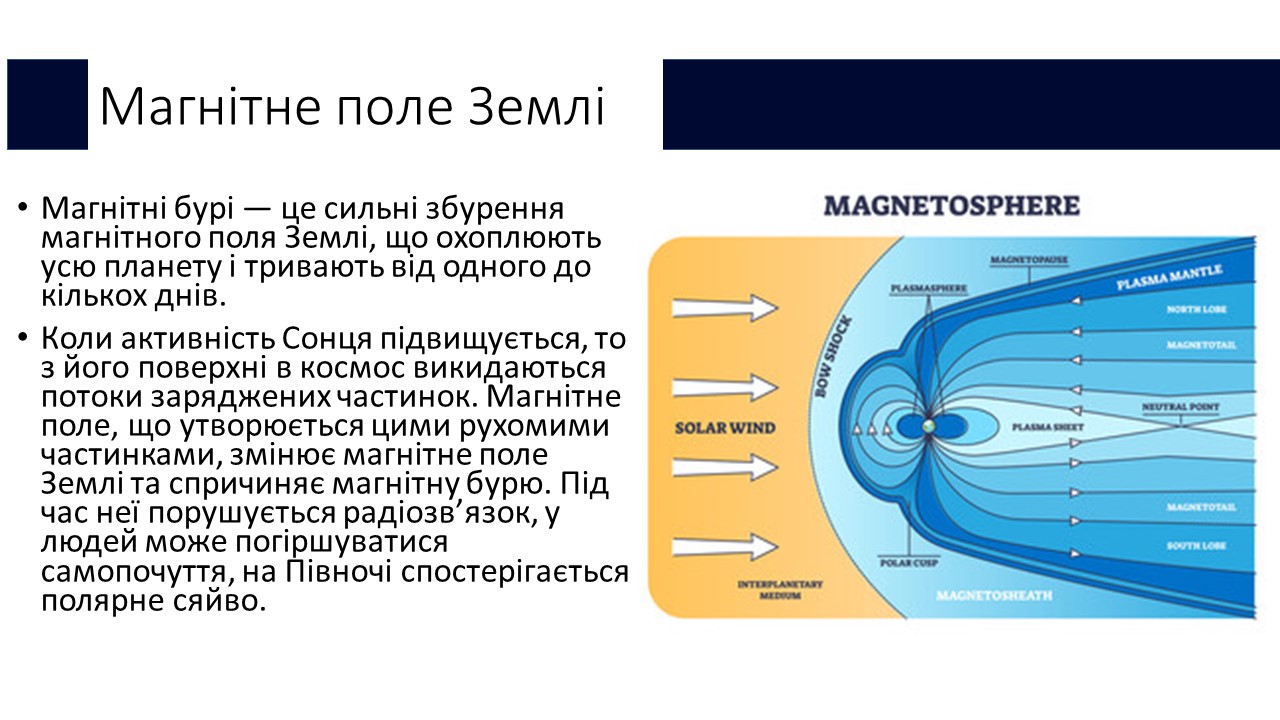 Магнітне поле Землі
• Магнітні бурі — це сильні збурення
магнітного поля Землі, що охоплюють
усю планету і тривають від одного до
кількох днів.
• Коли активність Сонця підвищується, то
з його поверхні в космос викидаються
потоки заряджених частинок. Магнітне
поле, що утворюється цими рухомими
частинками, змінює магнітне поле
Землі та спричиняє магнітну бурю. Під
час неї порушується радіозв’язок, у
людей може погіршуватися
самопочуття, на Півночі спостерігається
полярне сяйво.
MAGNETOSPHERE
MAGNETOPAUSE
PLASMA MANTLE
PLASMASPHERE
NORTH LOBE
BOW SHOCK
MAGNETOTAIL
NEUTRAL POINT
SOLAR WIND
PLASMA SHEET
MAGNETOTAIL
SOUTH LOBE
POLAR CUSP
INTERPLANETARY
MEDIUM
MAGNETOSHEATH